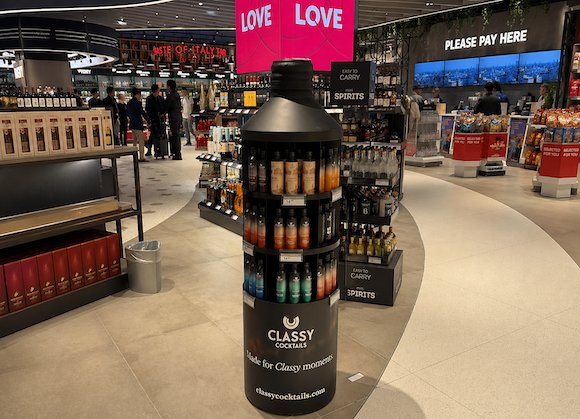 LOVE
LOVE
PLEASE PAY HERE
TASTE OF ITALY
EASY TO
CARRY
SPIRITS
EASY TO
CARRY
SPIRITS
CLASSY
COCKTAILS
Made for Classy moments.
classycocktails.com